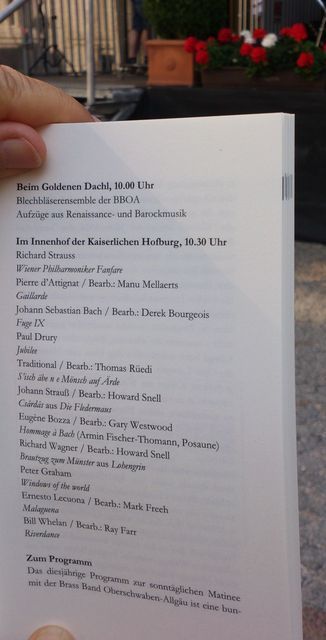 Beim Goldenen Dachl, 10.00 Uhr
Blechbläserensemble der BBOA
Aufzüge aus Renaissance- und Barockmusik
Im Innenhof der Kaiserlichen Hofburg, 10.30 Uhr
Richard Strauss
Wiener Philharmoniker Fanfare
Pierre d'Attignat / Bearb.: Manu Mellaerts
Gaillarde
Johann Sebastian Bach / Bearb.: Derek Bourgeois
Fuge IX
Paul Drury
Jubilee
Traditional / Bearb.: Thomas Rüedi
S'isch äbe n e Mönsch auf Ärde
Johann Strauß / Bearb.: Howard Snell
Csárdás aus Die Fledermaus
Eugène Bozza / Bearb.: Gary Westwood
Hommage à Bach (Armin Fischer-Thomann, Posaune)
Richard Wagner / Bearb.: Howard Snell
Brautzug zum Münster aus Lohengrin
Peter Graham
Windows of the world
Ernesto Lecuona / Bearb.: Mark Freeh
Malaguena
Bill Whelan / Bearb.: Ray Farr
Riverdance
Zum Programm
Das diesjährige Programm zur sonntäglichen Matinee
mit der Brass Band Oberschwaben-Allgäu ist eine bun-